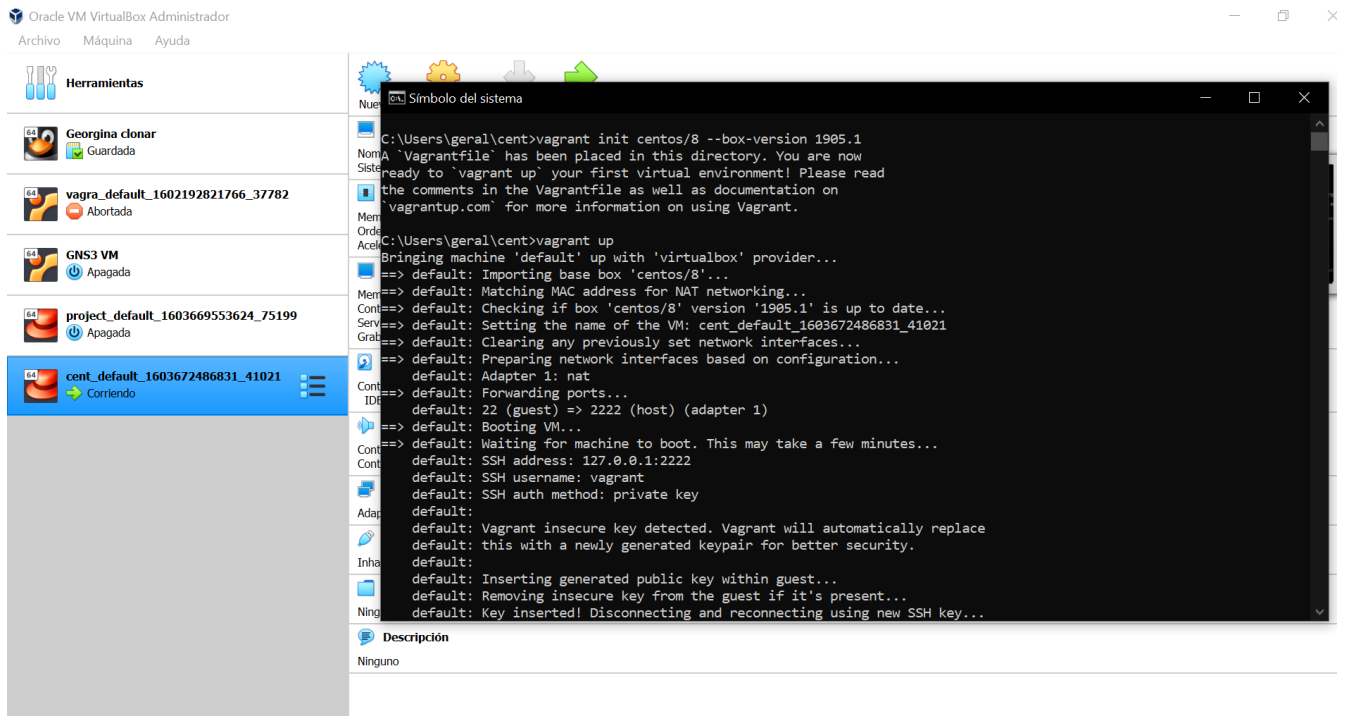 Oracle VM VirtualBox Administrador
Archivo Máquina Ayuda
Herramientas
Georgina clonar
64
Guardada
vagra_default_1602192821766_37782
64
Abortada
GNS3 VM
64
Apagada
project_default_1603669553624_75199
64
Apagada
cent_default_1603672486831_41021
64
Corriendo
Símbolo del sistema
C:\Users\geral\cent>vagrant init centos/8 --box-version 1905.1
A `Vagrantfile` has been placed in this directory. You are now
ready to `vagrant up` your first virtual environment! Please read
the comments in the Vagrantfile as well as documentation on
`vagrantup.com` for more information on using Vagrant.
C:\Users\geral\cent>vagrant up
Bringing machine 'default' up with 'virtualbox' provider...
==> default: Importing base box 'centos/8'...
==> default: Matching MAC address for NAT networking...
==> default: Checking if box 'centos/8' version '1905.1' is up to date...
==> default: Setting the name of the VM: cent_default_1603672486831_41021
==> default: Clearing any previously set network interfaces...
==> default: Preparing network interfaces based on configuration...
default: Adapter 1: nat
==> default: Forwarding ports...
default: 22 (guest) => 2222 (host) (adapter 1)
==> default: Booting VM...
==> default: Waiting for machine to boot. This may take a few minutes...
default: SSH address: 127.0.0.1:2222
default: SSH username: vagrant
default: SSH auth method: private key
default:
default: Vagrant insecure key detected. Vagrant will automatically replace
default: this with a newly generated keypair for better security.
default:
default: Inserting generated public key within guest...
default: Removing insecure key from the guest if it's present...
default: Key inserted! Disconnecting and reconnecting using new SSH key...
Descripción
Ninguno